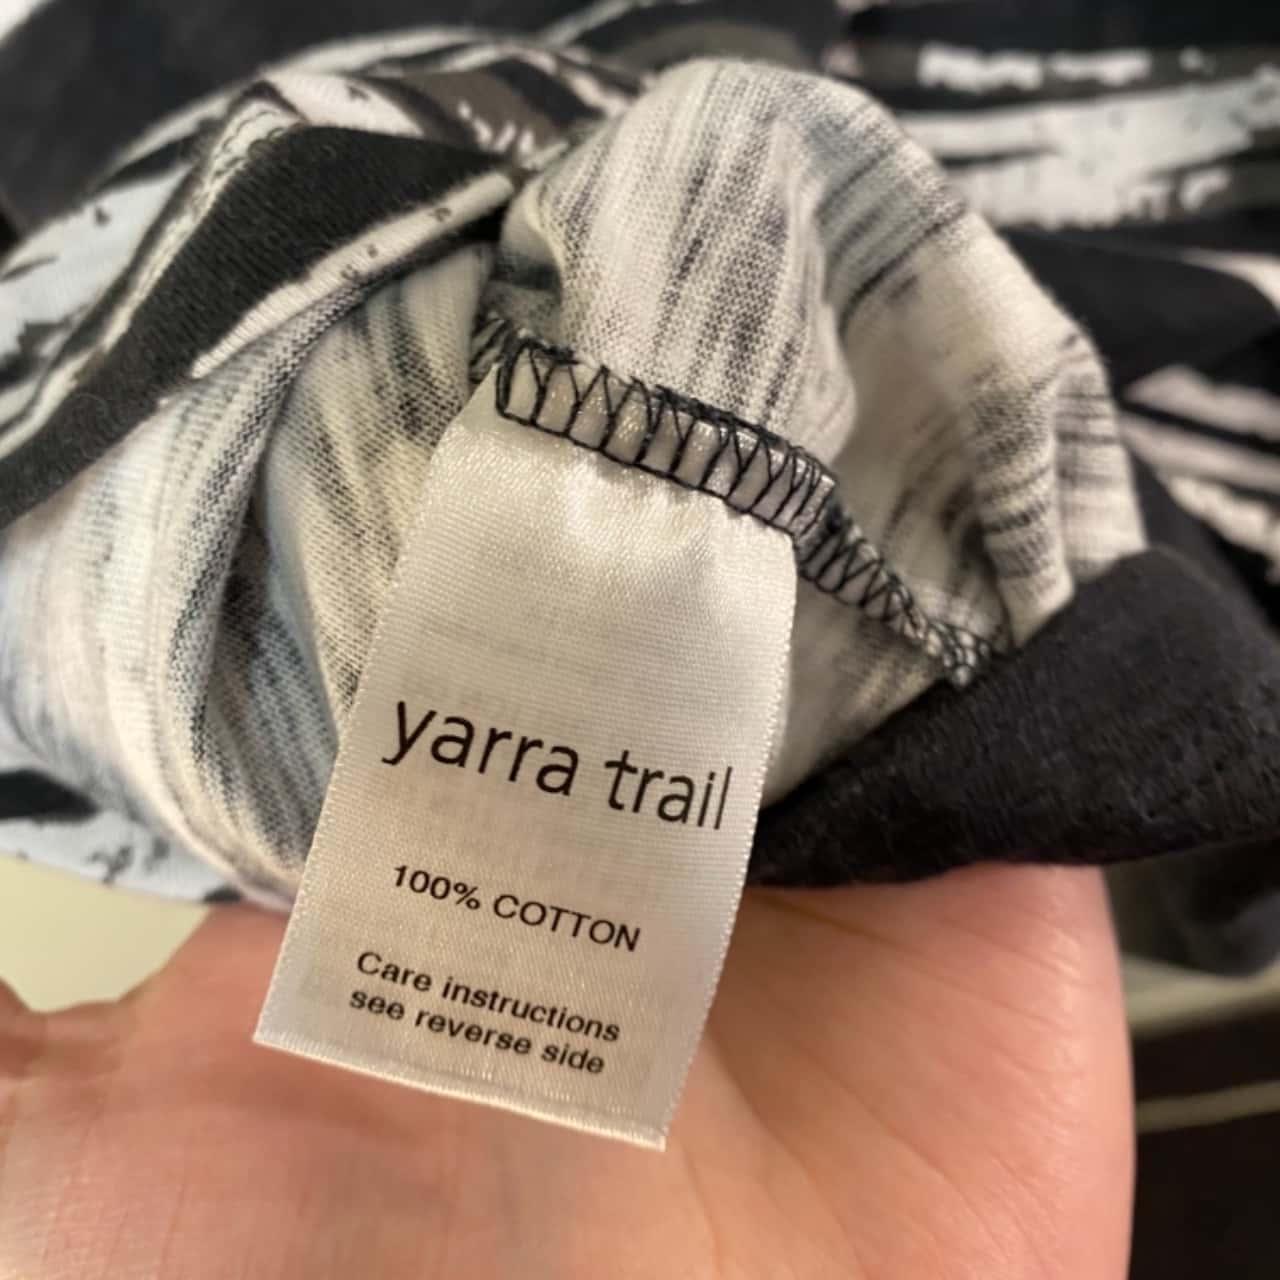 yarra trail
100% COTTON
Care instructions
see reverse side